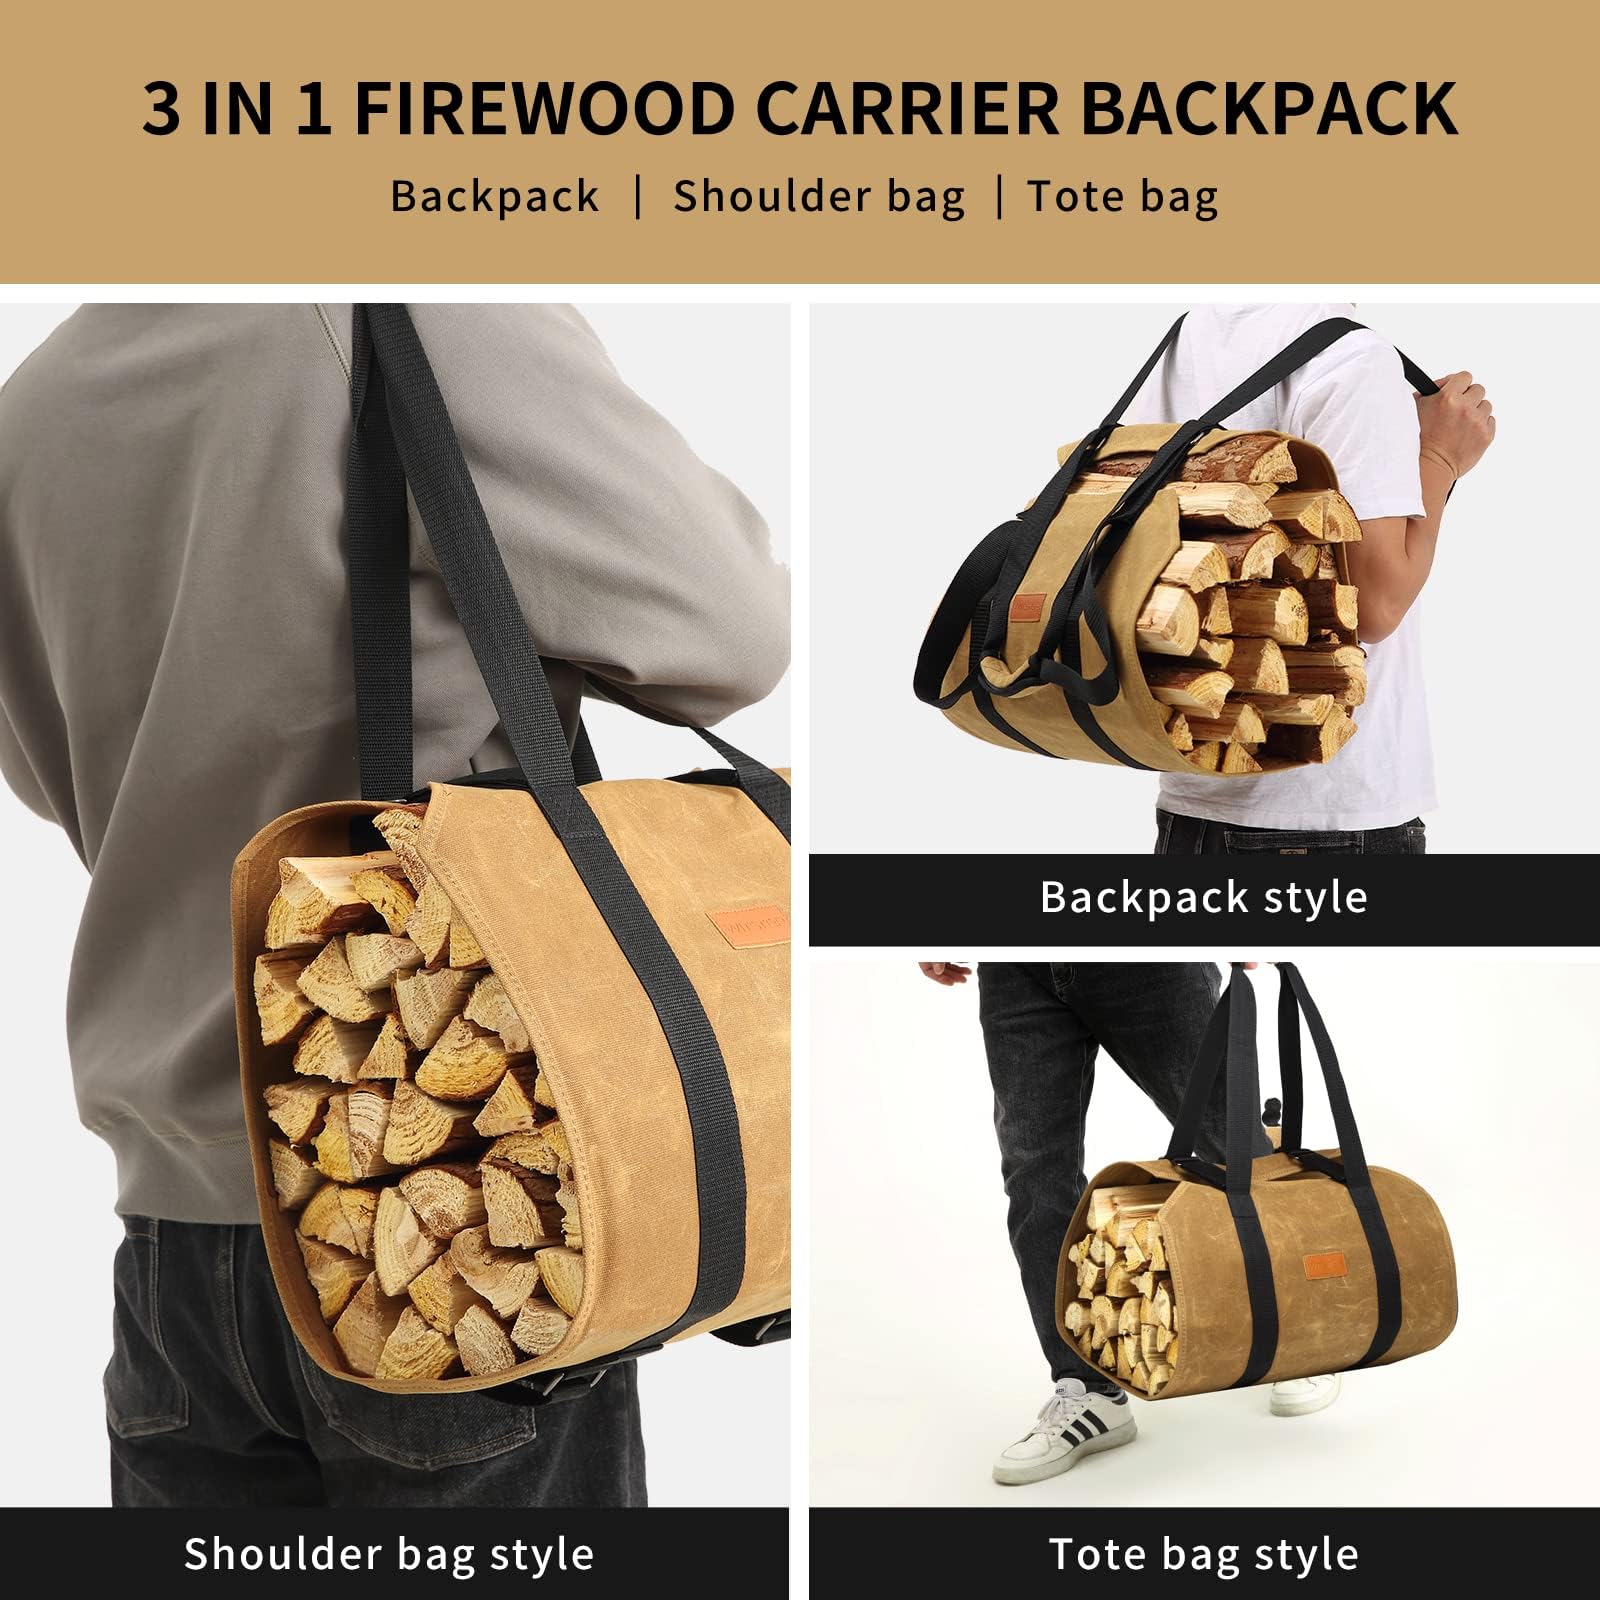 3 IN 1 FIREWOOD CARRIER BACKPACK
Backpack | Shoulder bag | Tote bag
Backpack style
Shoulder bag style
Tote bag style